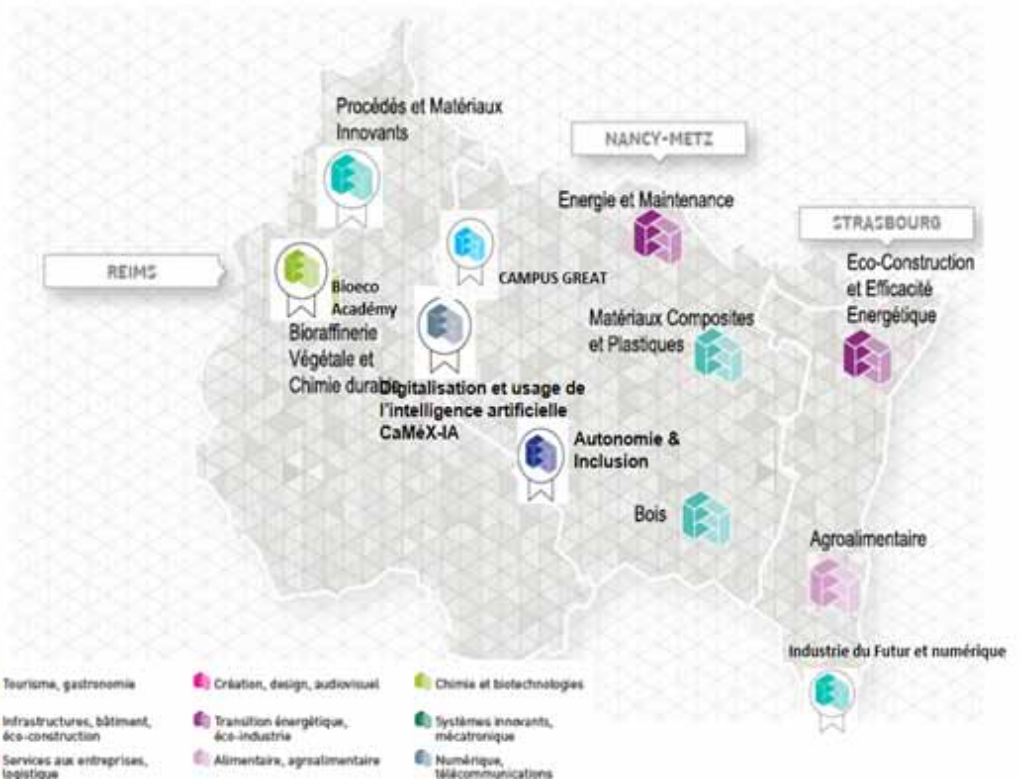 Procédés et Matériaux
Innovants
NANCY-METZ
Energie et Maintenance
STRASBOURG
REIMS
Bioeco
Acadêmy
CAMPUS GREAT
Eco-Construction
et Efficacité
Energétique
Bioraffinerie
Végétale et
Chimie durable
Matériaux Composites
et Plastiques
Digitalisation et usage de
l'intelligence artificielle
CaMéX-IA
Autonomie &
Inclusion
Bois
Agroalimentaire
Industrie du Futur et numérique
Tourisme, gastronomie
Infrastructures, bâtiment,
éco-construction
Services aux entreprises,
logistique
Création, design, audiovisuel
Transition énergétique,
éco-industrie
Alimentaire, agroalimentaire
Chimie et biotechnologies
Systèmes innovants,
mécatronique
Numérique,
télécommunications